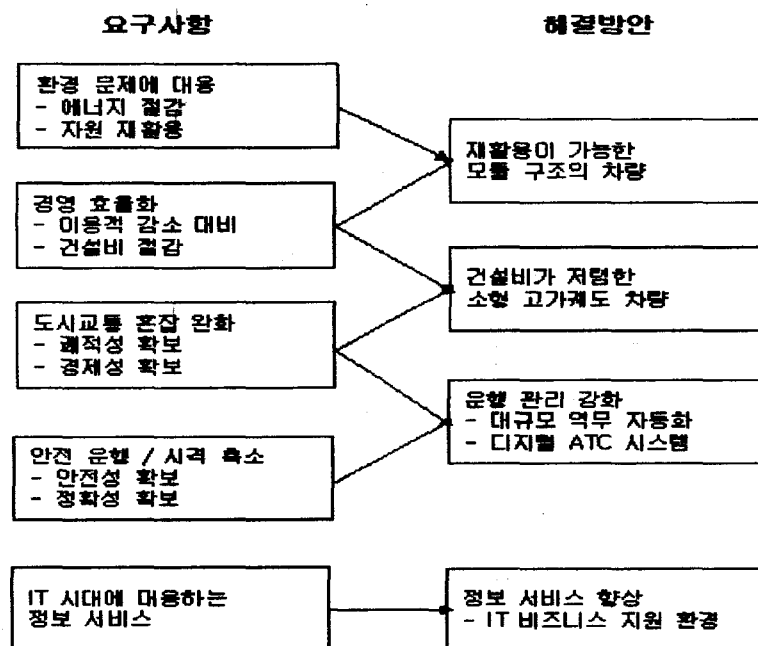 요구사항
해결방안
환경 문제에 대응
- 에너지 절감
- 자원 재활용
재활용이 가능한
모듈 구조의 차량
경영 효율화
- 이용적 감소 대비
- 건설비 절감
건설비가 저렴한
소형 고가궤도 차량
도시교통 혼잡 완화
- 쾌적성 확보
- 경제성 확보
운행 관리 강화
- 대규모 역무 자동화
- 디지털 ATC 시스템
안전 운행 / 시격 축소
- 안전성 확보
- 정확성 확보
IT 시대에 대응하는
정보 서비스
정보 서비스 향상
- IT 비즈니스 지원 환경